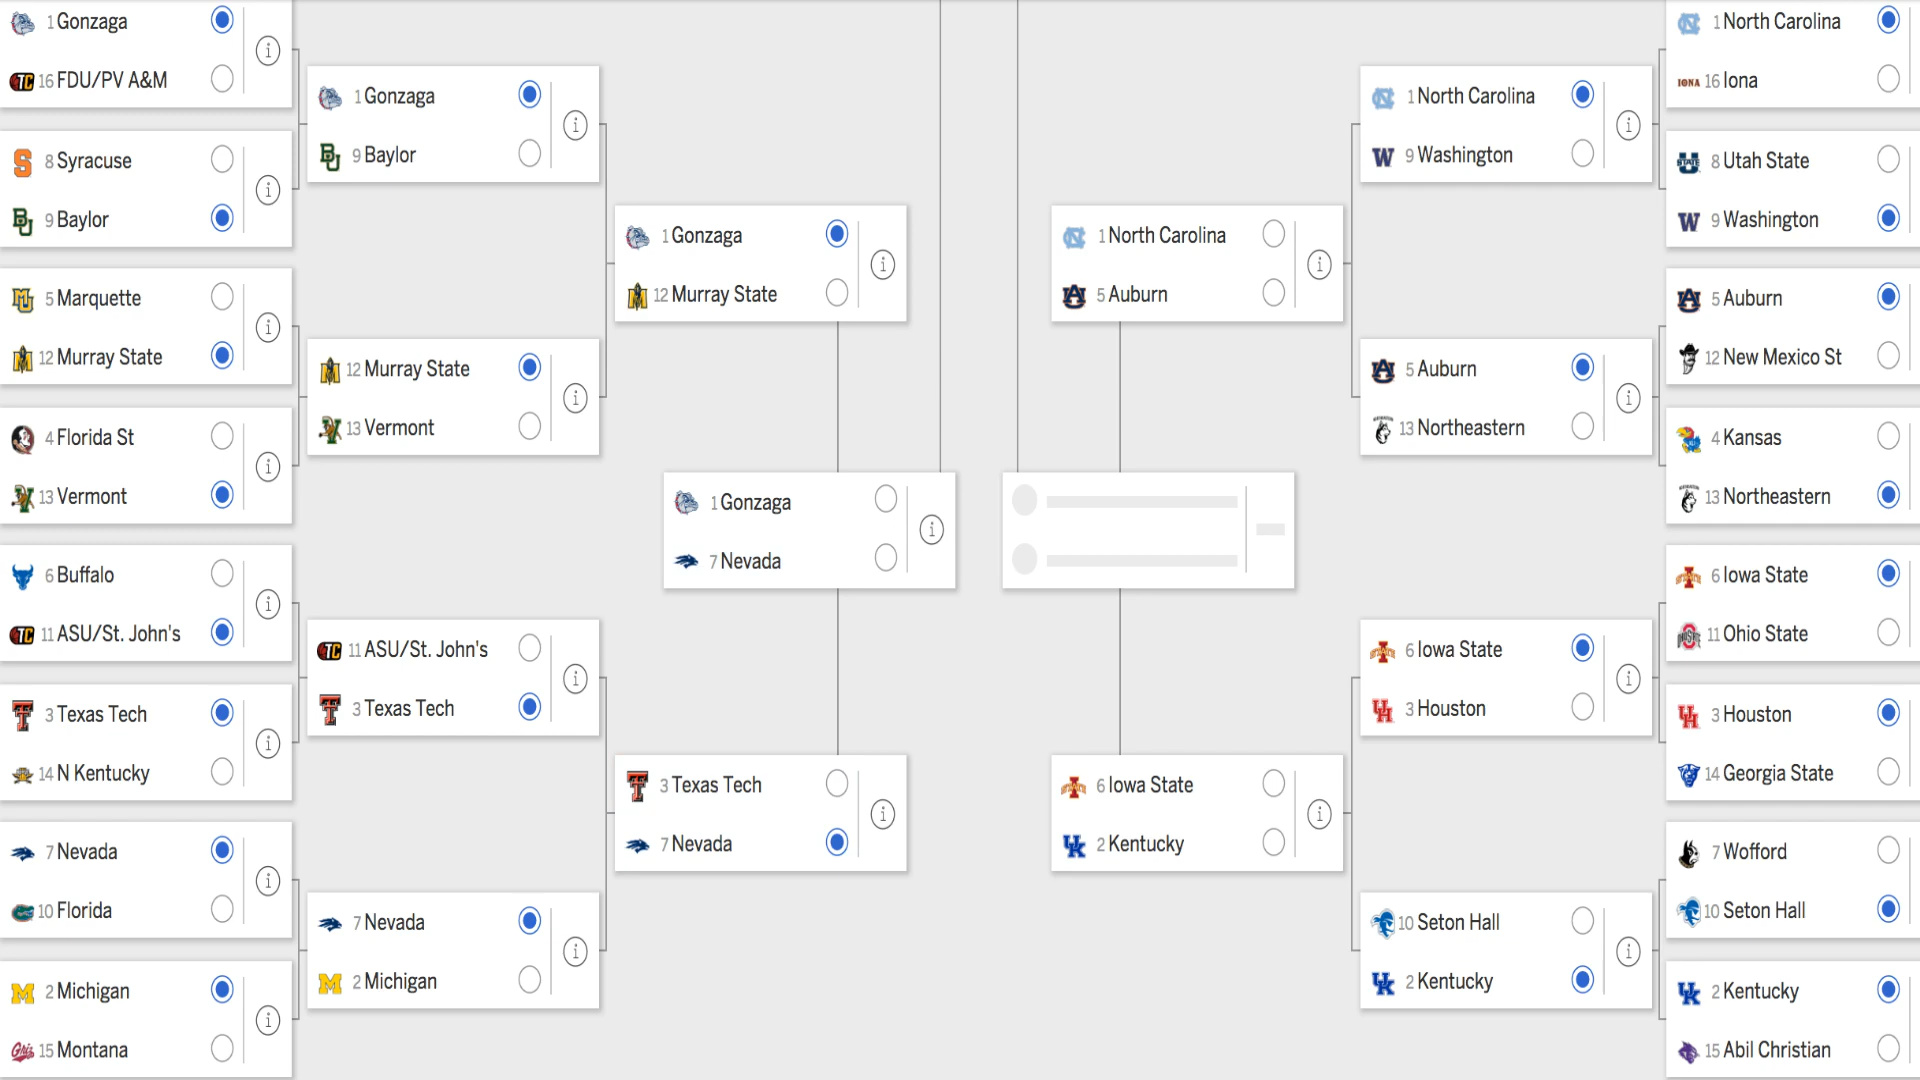 1 Gonzaga
16 FDU/PV A&M
8 Syracuse
9 Baylor
5 Marquette
12 Murray State
4 Florida St
13 Vermont
6 Buffalo
11 ASU/St. John's
3 Texas Tech
14 N Kentucky
7 Nevada
10 Florida
2 Michigan
15 Montana
1 Gonzaga
9 Baylor
12 Murray State
13 Vermont
11 ASU/St. John's
3 Texas Tech
7 Nevada
2 Michigan
1 Gonzaga
12 Murray State
3 Texas Tech
7 Nevada
1 Gonzaga
7 Nevada
1 North Carolina
5 Auburn
6 Iowa State
2 Kentucky
1 North Carolina
9 Washington
5 Auburn
13 Northeastern
6 Iowa State
3 Houston
10 Seton Hall
2 Kentucky
1 North Carolina
16 Iona
8 Utah State
9 Washington
5 Auburn
12 New Mexico St
4 Kansas
13 Northeastern
6 Iowa State
11 Ohio State
3 Houston
14 Georgia State
7 Wofford
10 Seton Hall
2 Kentucky
15 Abil Christian